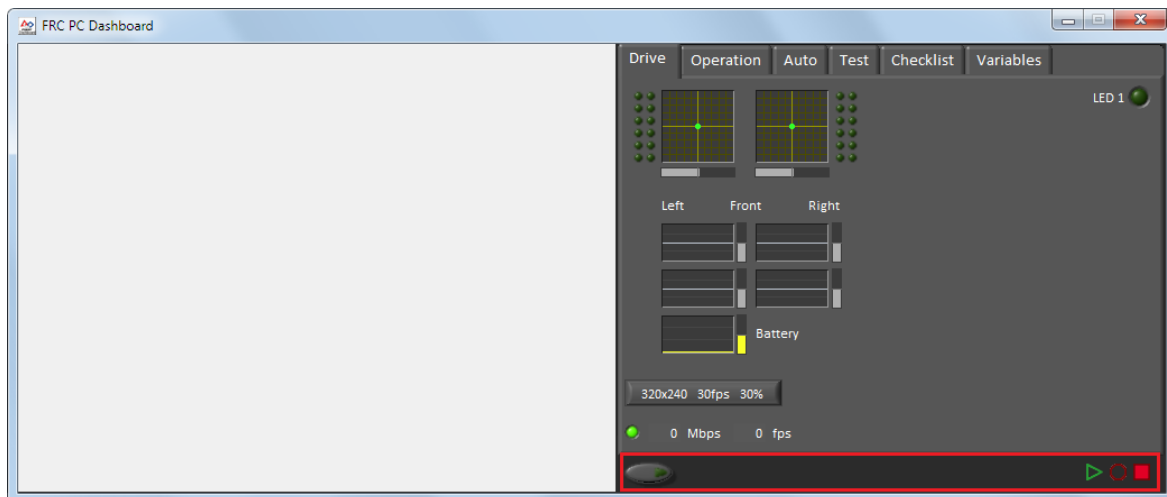 FRC PC Dashboard
Drive Operation Auto Test Checklist Variables
LED 1
Left Front Right
Battery
320x240 30fps 30%
0 Mbps 0 fps